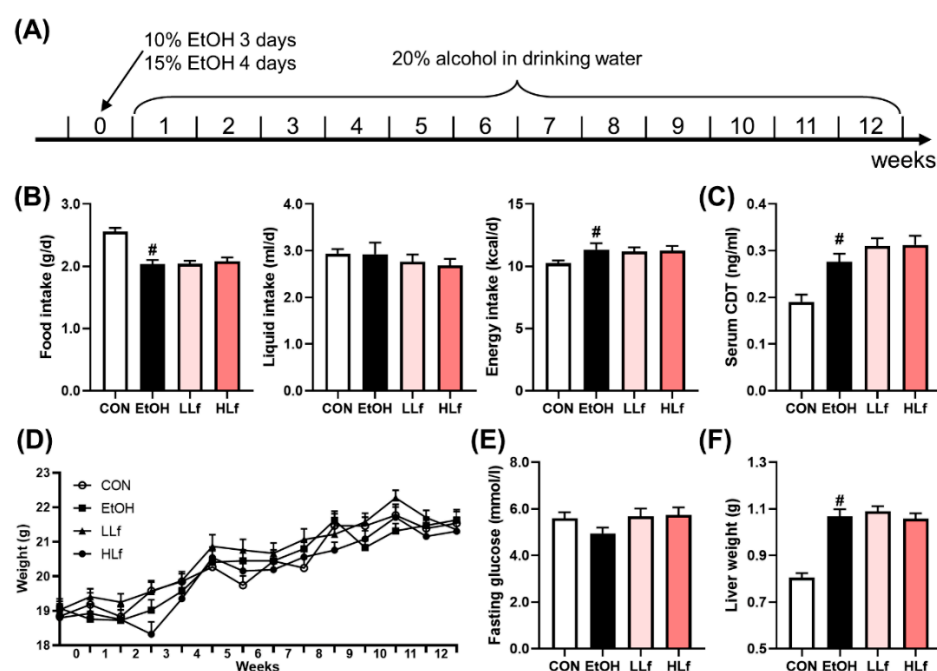 (A)
10% EtOH 3 days
15% EtOH 4 days
20% alcohol in drinking water
0 1 2 3 4 5 6 7 8 9 10 11 12
weeks
(B)
Food intake (g/d)
3.0
2.0
1.0
0.0
#
CON EtOH LLf HLf
Liquid intake (ml/d)
4.0
3.0
2.0
1.0
0.0
CON EtOH LLf HLf
Energy intake (kcal/d)
15
10
5
0
#
CON EtOH LLf HLf
(C)
Serum CDT (ng/ml)
0.4
0.3
0.2
0.1
0.0
#
CON EtOH LLf HLf
(D)
Weight (g)
23
22
21
20
19
18
CON
EtOH
LLf
HLf
0 1 2 3 4 5 6 7 8 9 10 11 12
Weeks
(E)
Fasting glucose (mmol/l)
8.0
6.0
4.0
2.0
0.0
CON EtOH LLf HLf
(F)
Liver weight (g)
1.3
1.1
0.9
0.7
0.5
#
CON EtOH LLf HLf